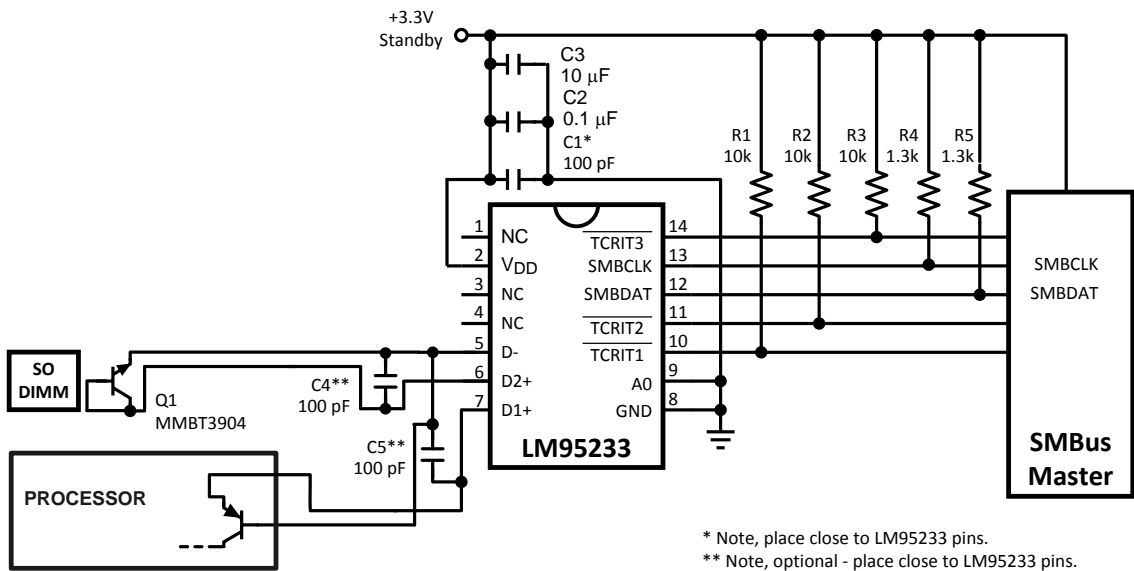 +3.3V
Standby
C3
10 μF
C2
0.1 μF
C1*
100 pF
R1
10k
R2
10k
R3
10k
R4
1.3k
R5
1.3k
1
NC
2
VDD
3
NC
4
NC
5
D-
6
D2+
7
D1+
TCRIT3
14
SMBCLK
13
SMBDAT
12
TCRIT2
11
TCRIT1
10
A0
9
GND
8
LM95233
SMBCLK
SMBDAT
SMBus
Master
SO
DIMM
Q1
MMBT3904
C4**
100 pF
C5**
100 pF
PROCESSOR
* Note, place close to LM95233 pins.
** Note, optional - place close to LM95233 pins.